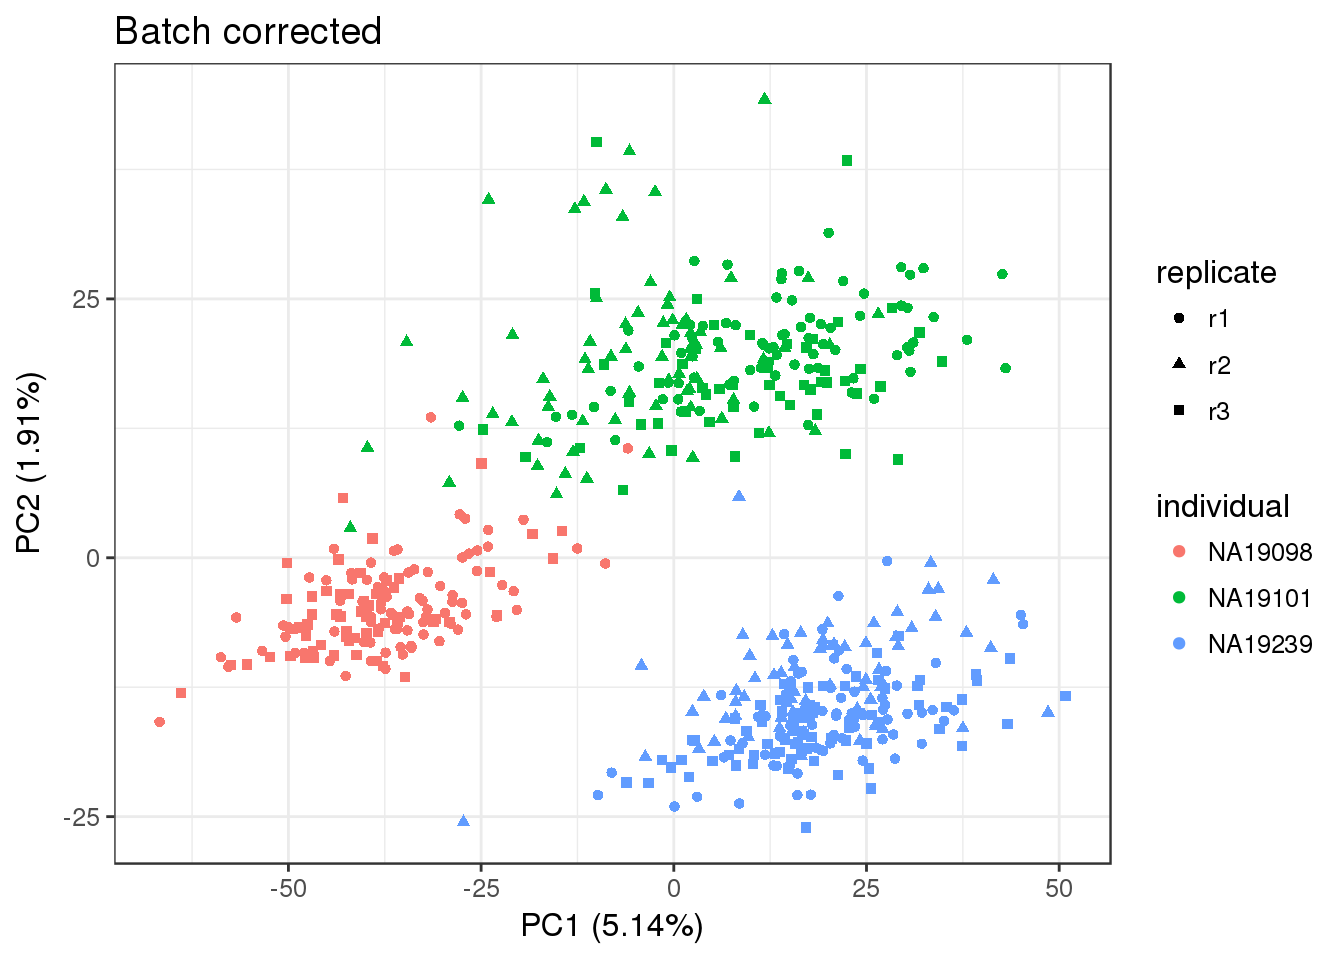 Batch corrected
PC2 (1.91%)
25
0
-25
-50
-25
0
25
50
PC1 (5.14%)
replicate
r1
r2
r3
individual
NA19098
NA19101
NA19239